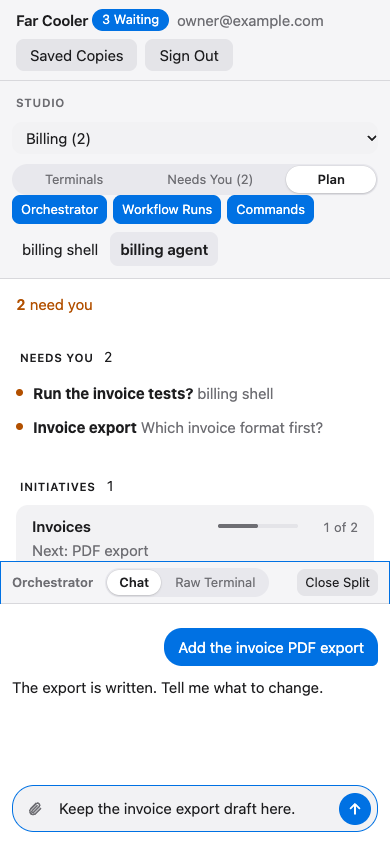 Far Cooler 3 Waiting owner@example.com
Saved Copies Sign Out
STUDIO
Billing (2)
Terminals Needs You (2) Plan
Orchestrator Workflow Runs Commands
billing shell billing agent
2 need you
NEEDS YOU 2
Run the invoice tests? billing shell
Invoice export Which invoice format first?
INITIATIVES 1
Invoices 1 of 2
Next: PDF export
Orchestrator Chat Raw Terminal Close Split
Add the invoice PDF export
The export is written. Tell me what to change.
Keep the invoice export draft here.